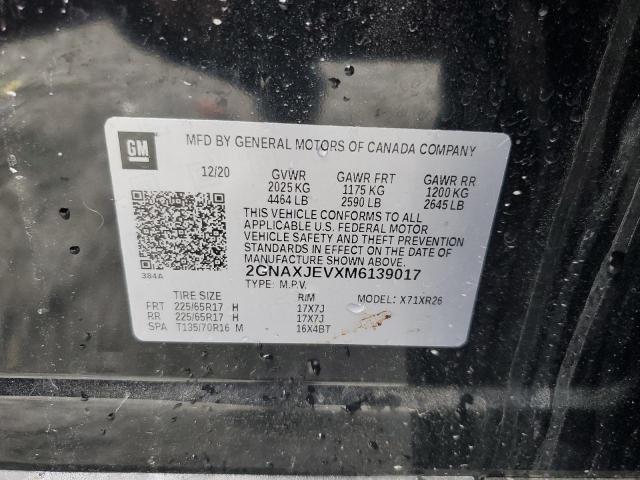 GM
MFD BY GENERAL MOTORS OF CANADA COMPANY
12/20 GVWR GAWR FRT GAWR RR
2025 KG 1175 KG 1200 KG
4464 LB 2590 LB 2645 LB
THIS VEHICLE CONFORMS TO ALL
APPLICABLE U.S. FEDERAL MOTOR
VEHICLE SAFETY AND THEFT PREVENTION
STANDARDS IN EFFECT ON THE DATE OF
MANUFACTURE SHOWN ABOVE.
384A 2GNAXJEVXM6139017
TYPE: M.P.V.
TIRE SIZE RIM MODEL: X71XR26
FRT 225/65R17 H 17X7J
RR 225/65R17 H 17X7J
SPA T135/70R16 M 16X4BT